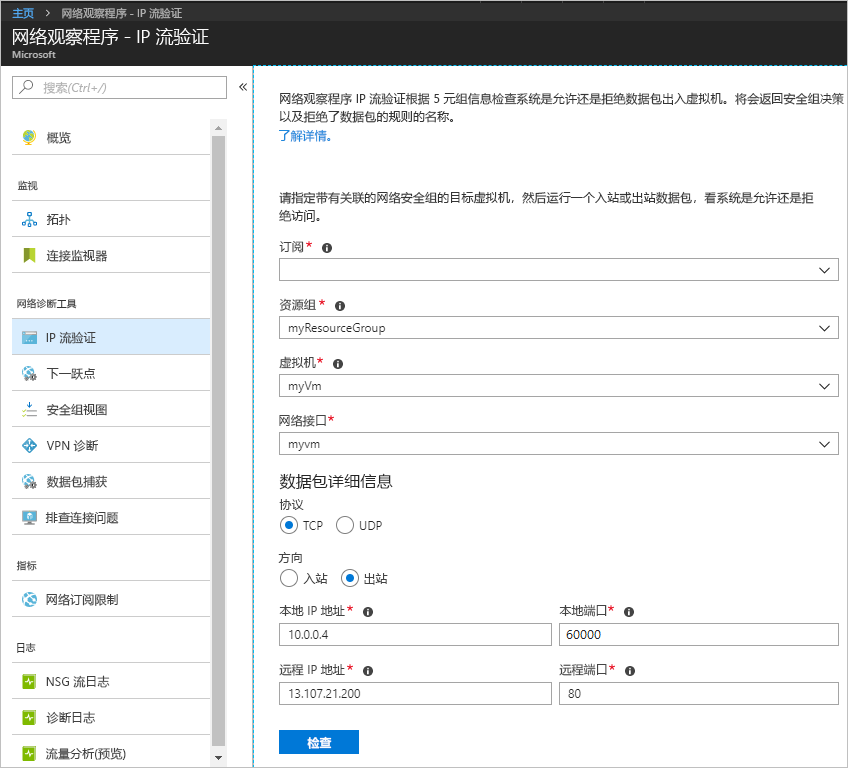 主页 > 网络观察程序 - IP 流验证
网络观察程序 - IP 流验证
Microsoft
搜索(Ctrl+/)
«
概览
监视
拓扑
连接监视器
网络诊断工具
IP 流验证
下一跃点
安全组视图
VPN 诊断
数据包捕获
排查连接问题
指标
网络订阅限制
日志
NSG 流日志
诊断日志
流量分析(预览)
网络观察程序 IP 流验证根据 5 元组信息检查系统是允许还是拒绝数据包出入虚拟机。将会返回安全组决策
以及拒绝了数据包的规则的名称。
了解详情。
请指定带有关联的网络安全组的目标虚拟机，然后运行一个入站或出站数据包，看系统是允许还是拒
绝访问。
订阅*
资源组*
myResourceGroup
虚拟机*
myVm
网络接口*
myvm
数据包详细信息
协议
TCP UDP
方向
入站 出站
本地 IP 地址* 本地端口*
10.0.0.4 60000
远程 IP 地址* 远程端口*
13.107.21.200 80
检查